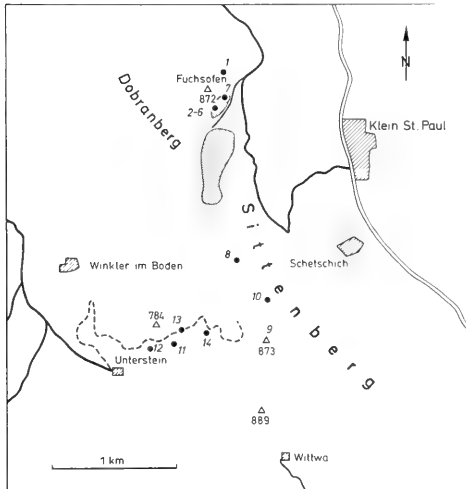 1
N
Fuchsofen
7
872
2-6
Dobranberg
Klein St. Paul
Sittenberg
8
Schetschich
Winkler im Boden
10
784
13
9
14
873
12
11
Unterstein
889
Wittwa
1 km